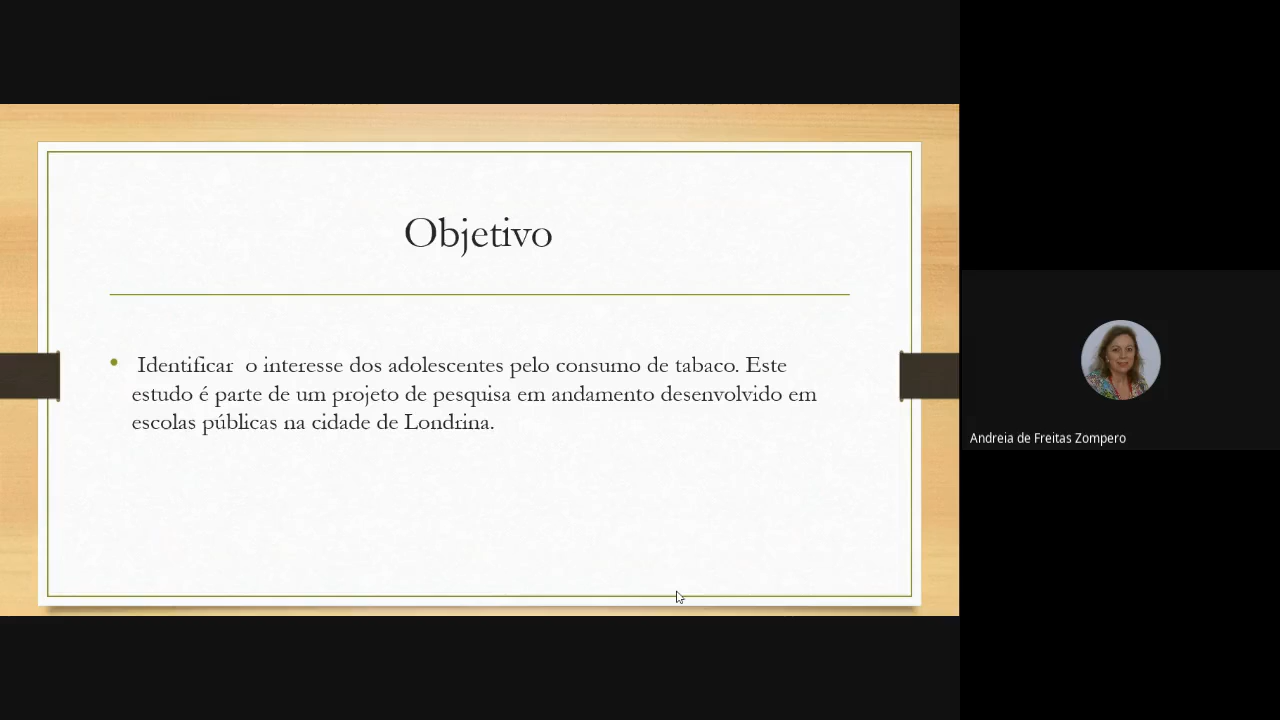 Objetivo
• Identificar  o interesse dos adolescentes pelo consumo de tabaco. Este
estudo é parte de um projeto de pesquisa em andamento desenvolvido em
escolas públicas na cidade de Londrina.
Andreia de Freitas Zompero